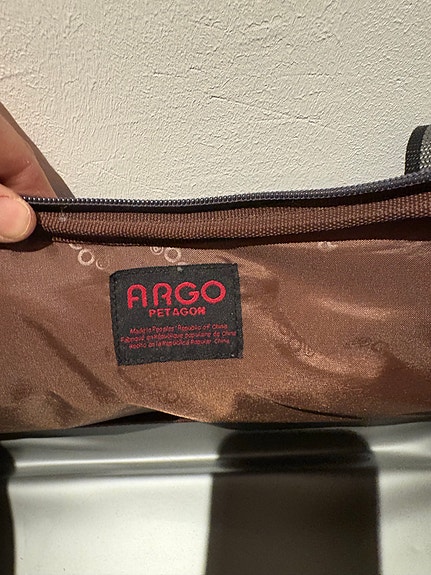 ARGO
PETAGON
Made in Peoples' Republic of China
Fabriqué en République populaire de Chine
Hecho en la República Popular China